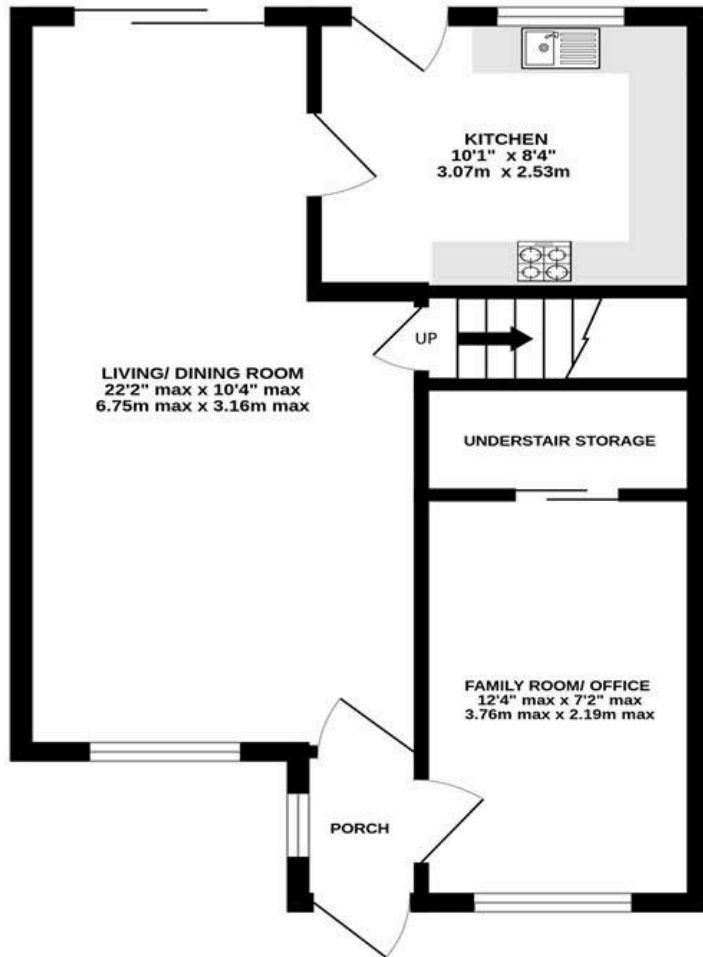 KITCHEN
10'1" x 8'4"
3.07m x 2.53m
UP
LIVING/ DINING ROOM
22'2" max x 10'4" max
6.75m max x 3.16m max
UNDERSTAIR STORAGE
FAMILY ROOM/ OFFICE
12'4" max x 7'2" max
3.76m max x 2.19m max
PORCH